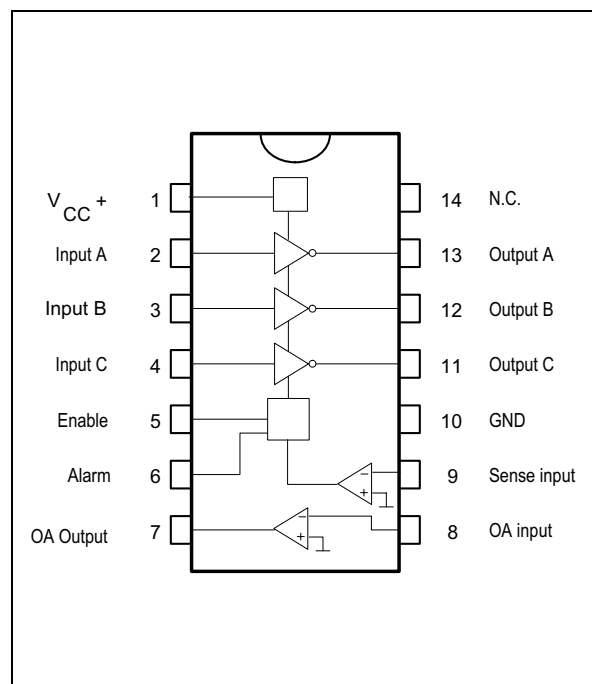 V CC + 1 14 N.C.
Input A 2 13 Output A
Input B 3 12 Output B
Input C 4 11 Output C
Enable 5 10 GND
Alarm 6 - + 9 Sense input
OA Output 7 - + 8 OA input